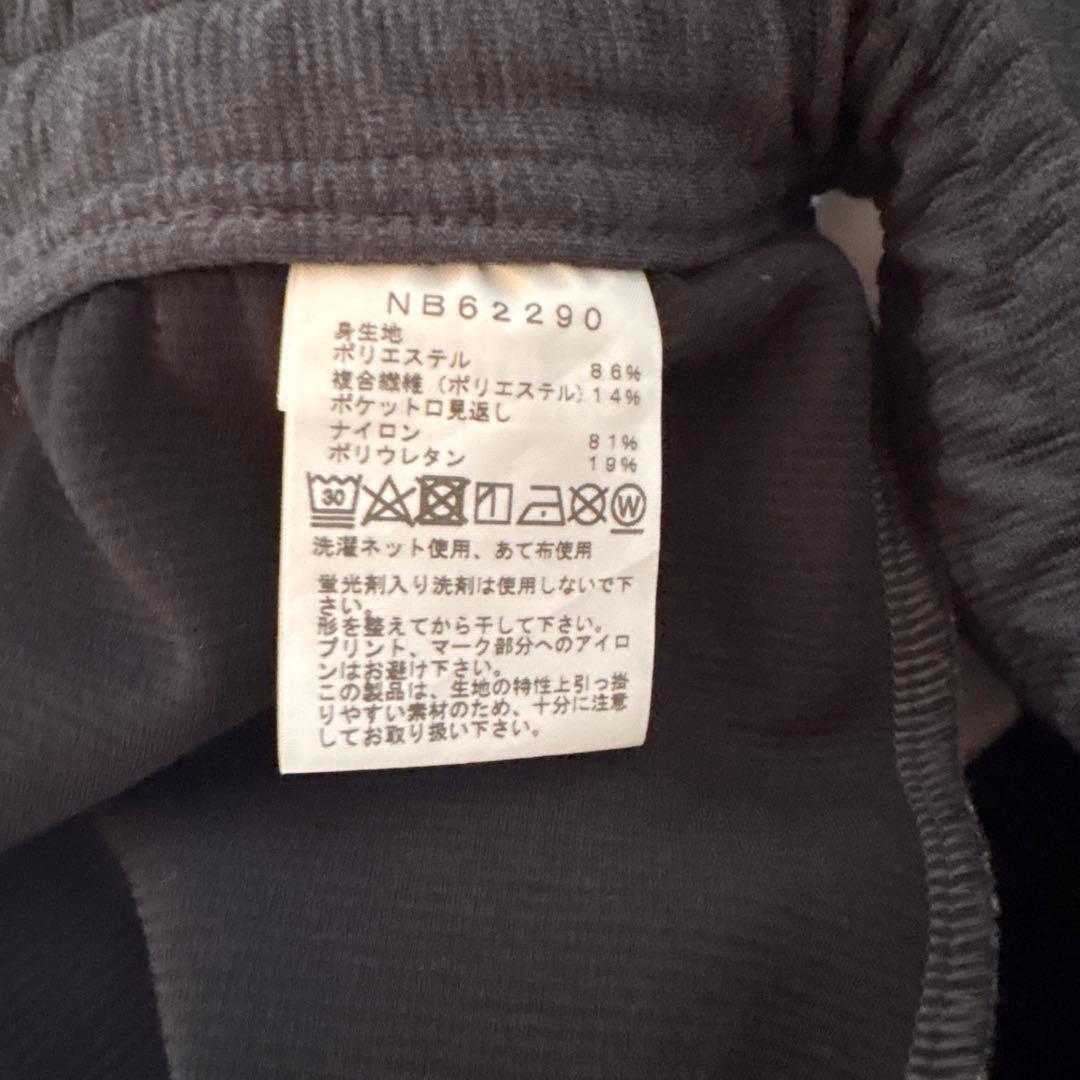 NB62290
身生地
ポリエステル 86%
複合繊維（ポリエステル）14%
ポケット口見返し
ナイロン 81%
ポリウレタン 19%
30 W
洗濯ネット使用、あて布使用
蛍光剤入り洗剤は使用しないで下
さい。
形を整えてから干して下さい。
プリント、マーク部分へのアイロ
ンはお避け下さい。
この製品は、生地の特性上引っ掛
りやすい素材のため、十分に注意
してお取り扱い下さい。